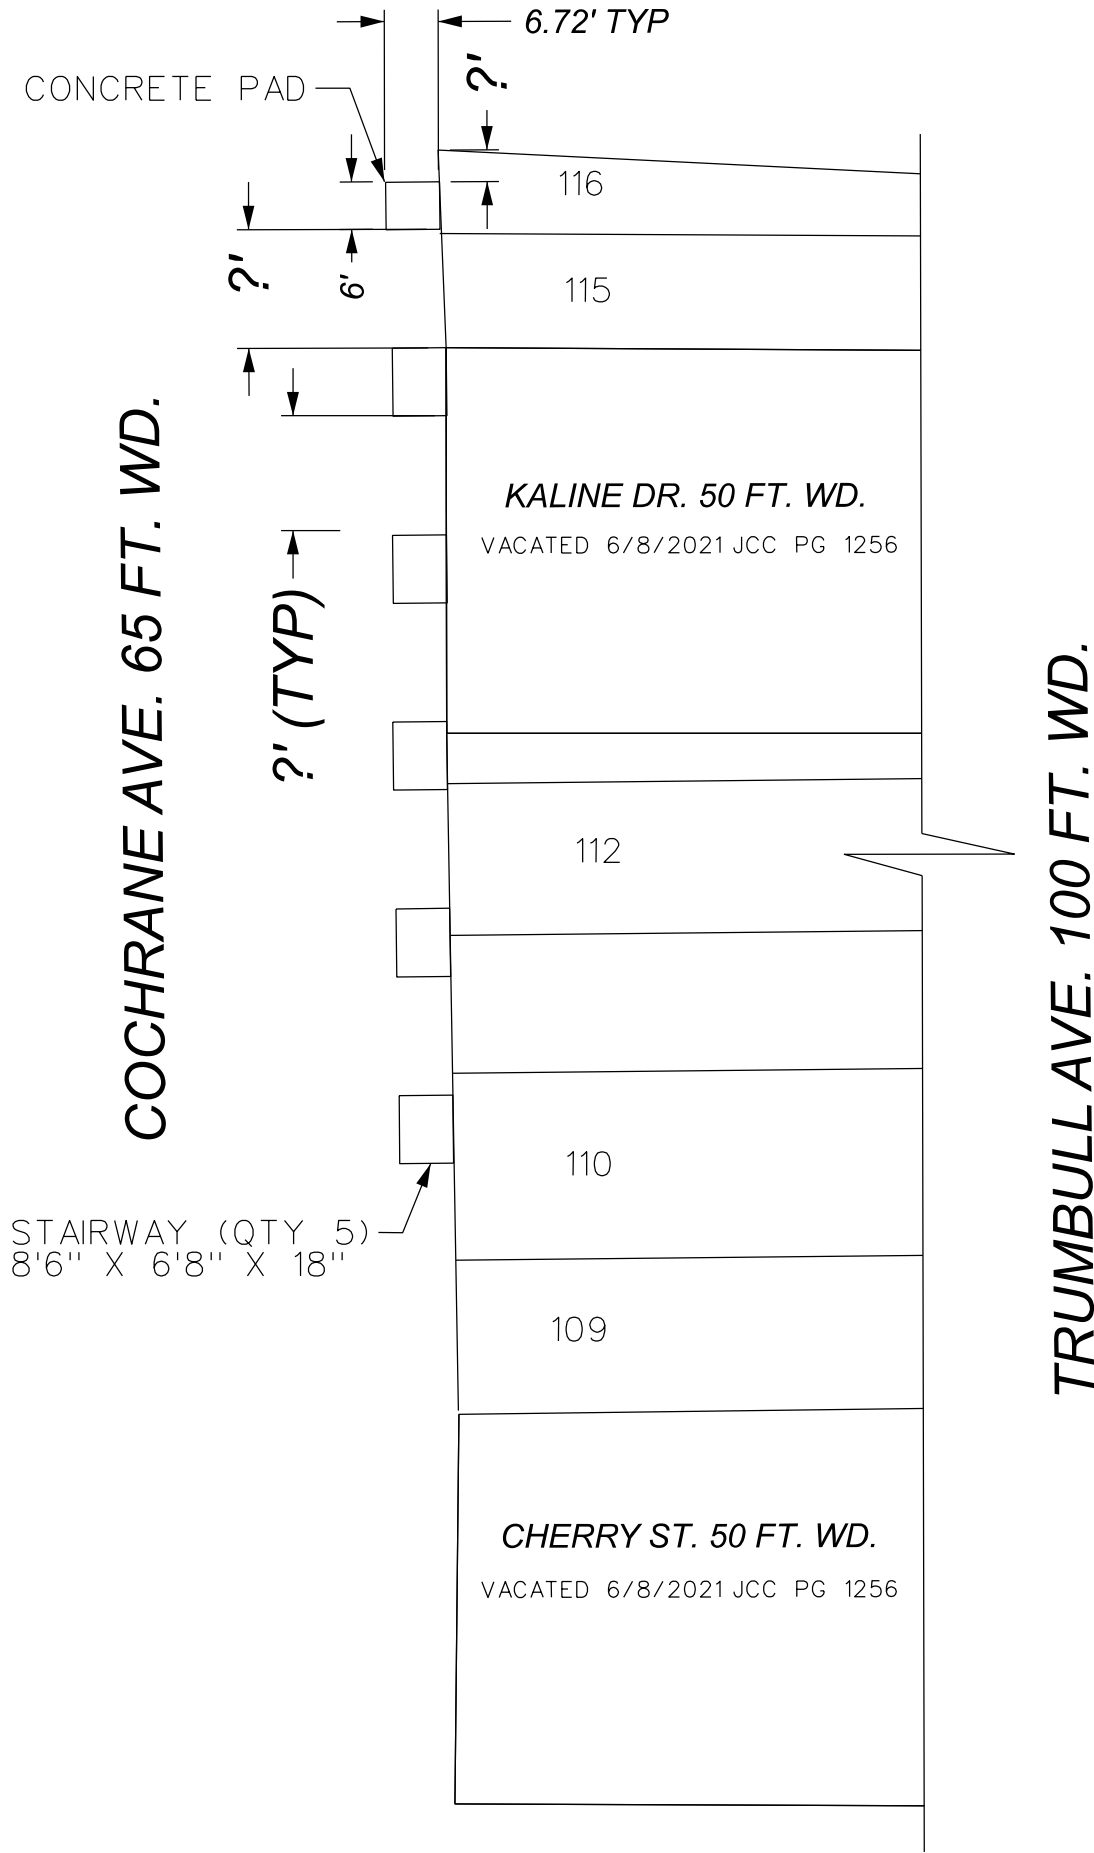 6.72' TYP
?'
CONCRETE PAD
116
?'
6'
115
COCHRANE AVE. 65 FT. WD.
KALINE DR. 50 FT. WD.
VACATED 6/8/2021 JCC PG 1256
?' (TYP)
TRUMBULL AVE. 100 FT. WD.
112
110
STAIRWAY (QTY 5)
8'6" X 6'8" X 18"
109
CHERRY ST. 50 FT. WD.
VACATED 6/8/2021 JCC PG 1256